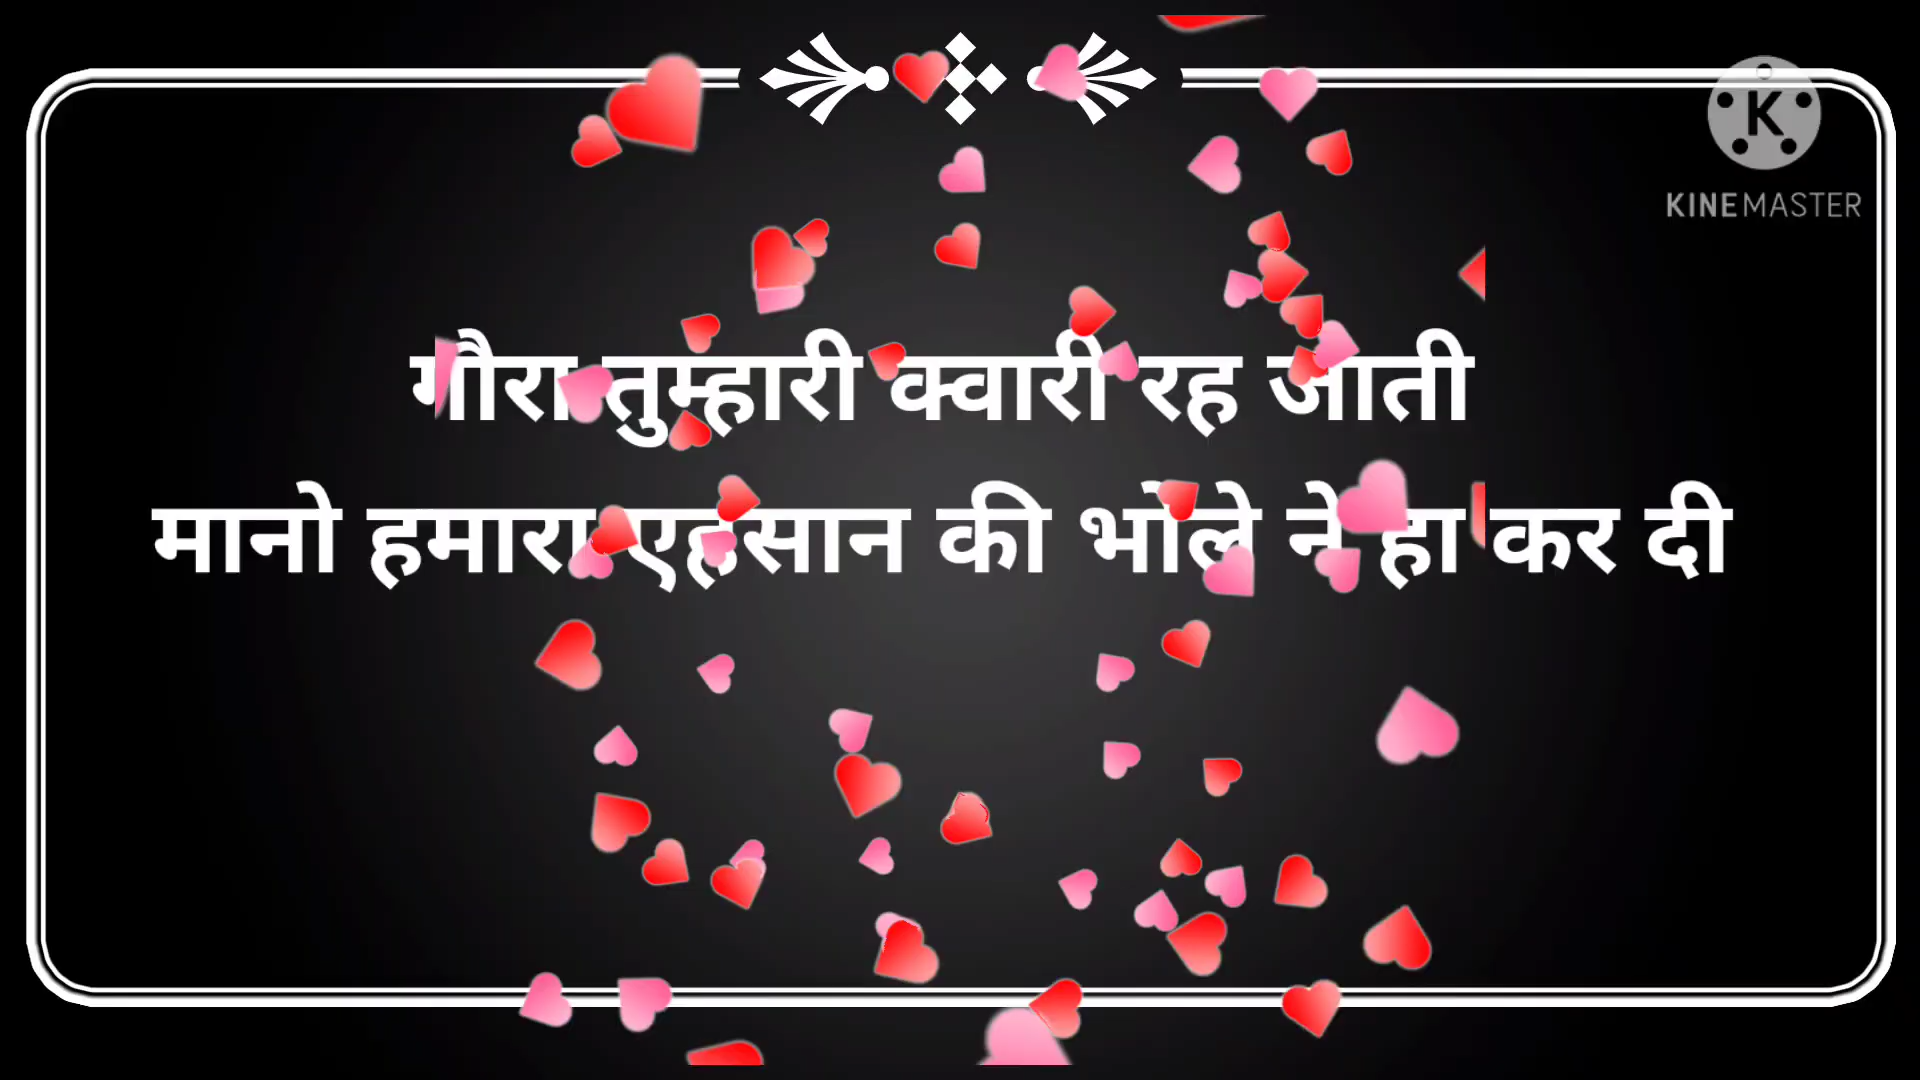 KINEMASTER
गौरा तुम्हारी क्वारी रह जाती
मानो हमारा एहसान की भोले ने हा कर दी